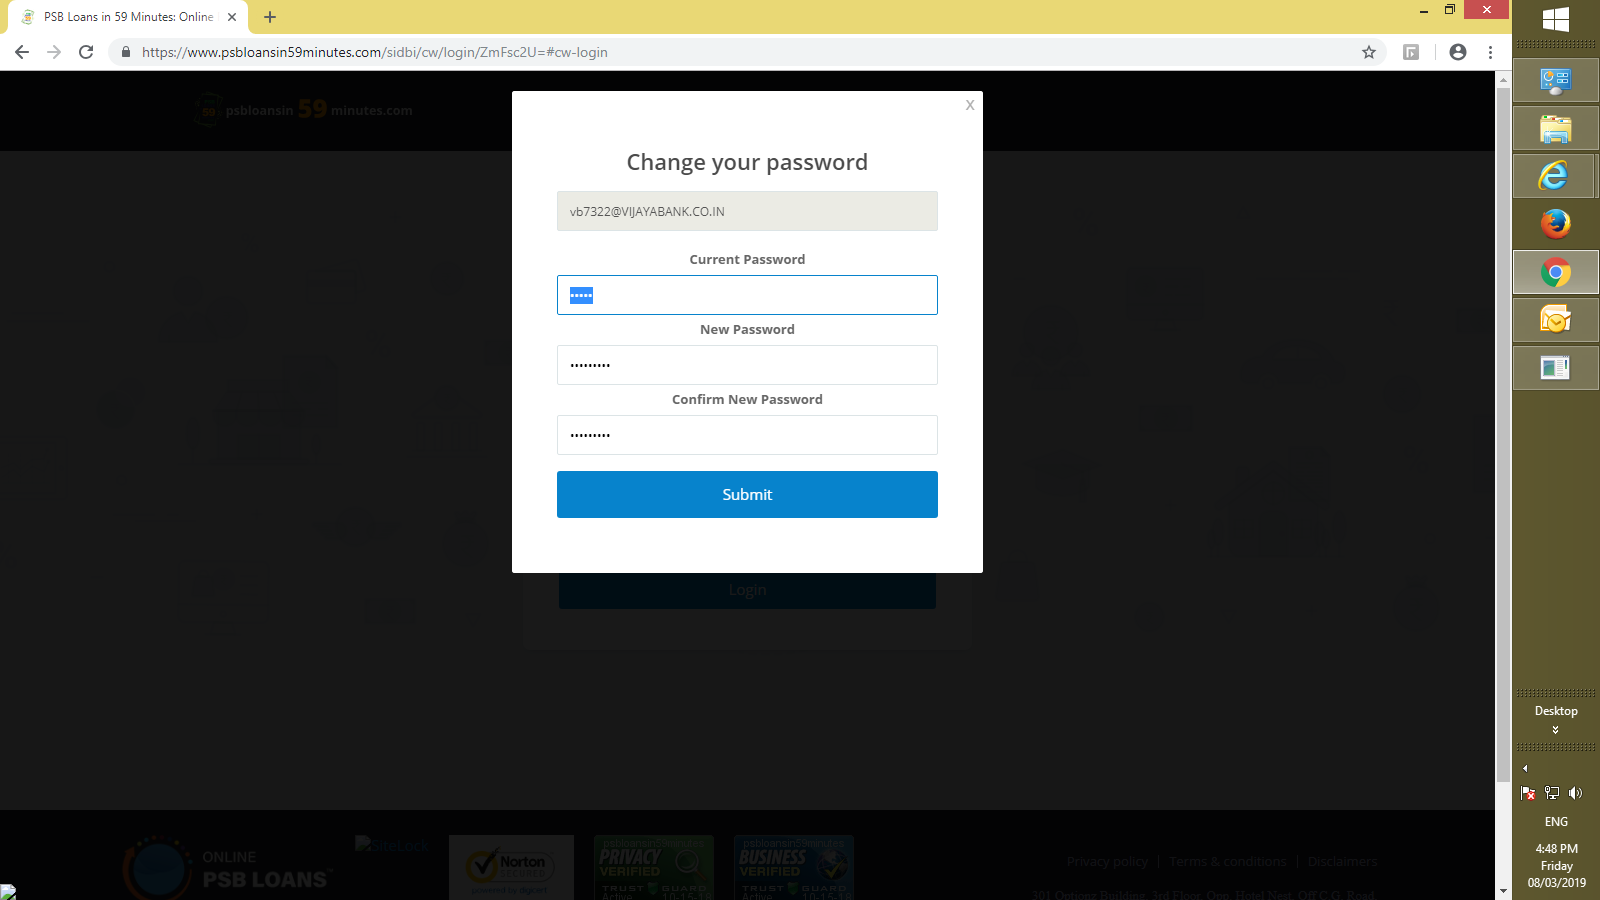 PSB Loans in 59 Minutes: Online
https://www.psbloansin59minutes.com/sidbi/cw/login/ZmFsc2U=#cw-login
psbloansin 59 minutes.com
X
Change your password
vb7322@VIJAYABANK.CO.IN
Current Password
•••••
New Password
•••••••••
Confirm New Password
•••••••••
Submit
Login
ONLINE
PSB LOANS™
SiteLock
Norton
SECURED
powered by digicert
psbloansin59minutes
PRIVACY
VERIFIED
TRUST GUARD
Active 10-15-18
psbloansin59minutes
BUSINESS
VERIFIED
TRUST GUARD
Active 10-15-18
Privacy policy | Terms & conditions | Disclaimers
301 Options Building, 3rd Floor, Opp. Hotel Nest, Off C.G. Road,
Desktop
ENG
4:48 PM
Friday
08/03/2019